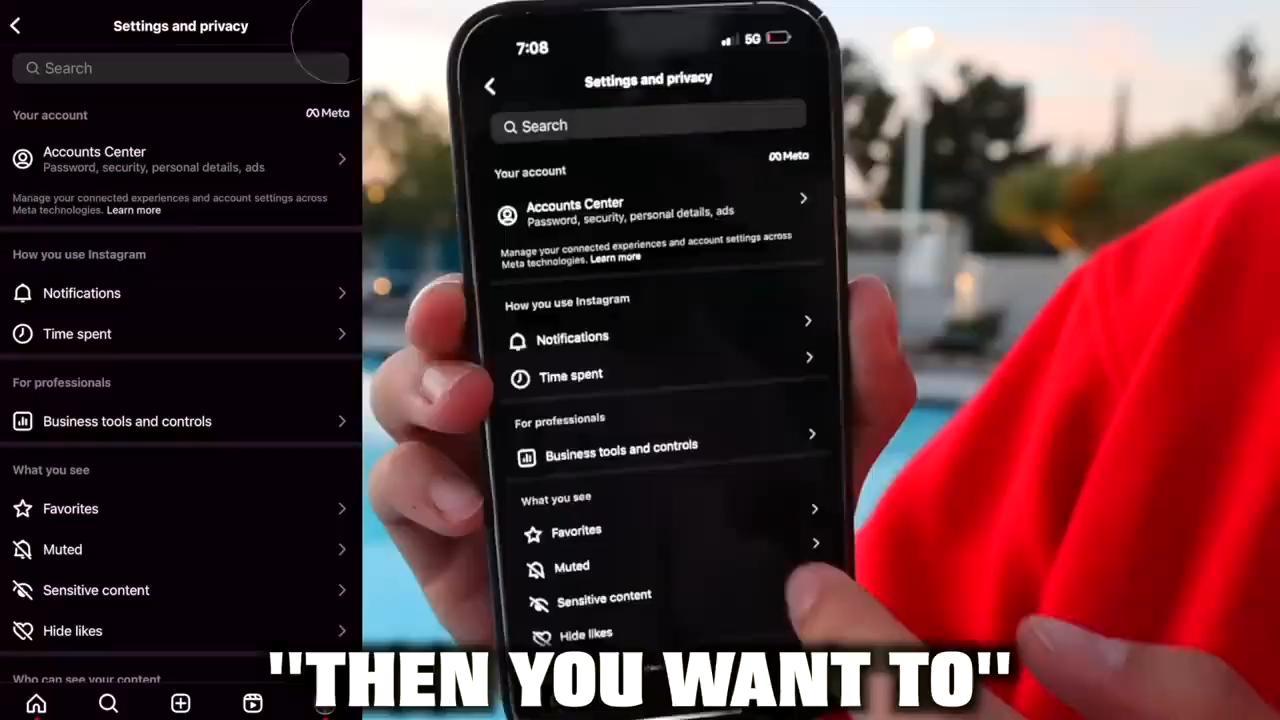 Settings and privacy
Search
Your account
Meta
Accounts Center
Password, security, personal details, ads
Manage your connected experiences and account settings across
Meta technologies. Learn more
How you use Instagram
Notifications
Time spent
For professionals
Business tools and controls
What you see
Favorites
Muted
Sensitive content
Hide likes
Who can see your content
7:08
5G
Settings and privacy
Search
Your account
Meta
Accounts Center
Password, security, personal details, ads
Manage your connected experiences and account settings across
Meta technologies. Learn more
How you use Instagram
Notifications
Time spent
For professionals
Business tools and controls
What you see
Favorites
Muted
Sensitive content
Hide likes
"THEN YOU WANT TO"